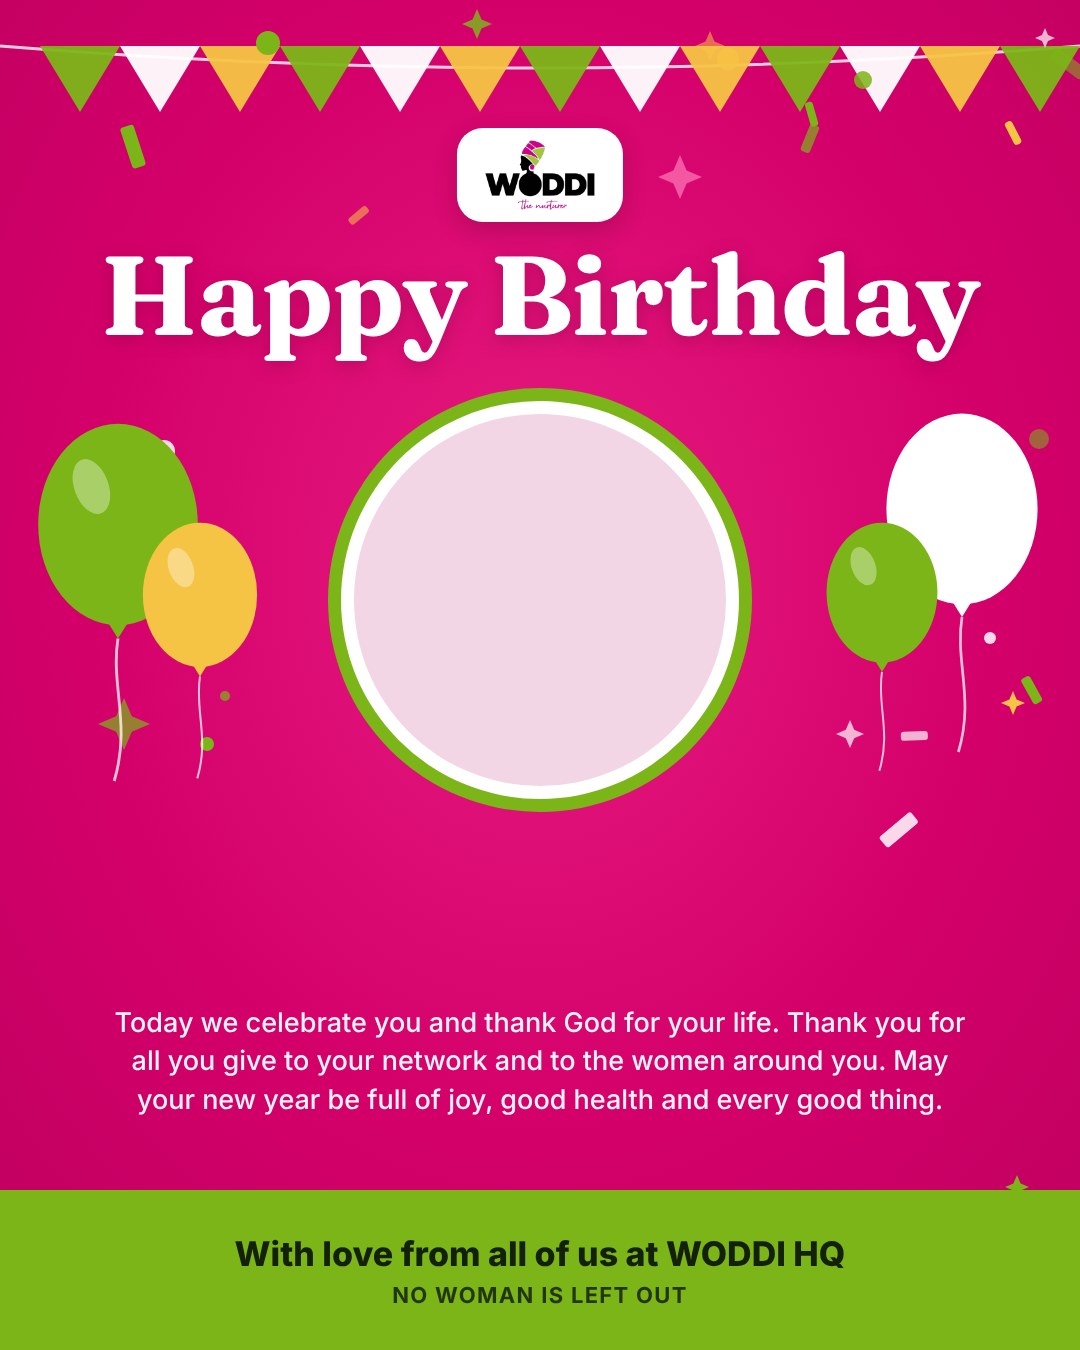 WODDI
the nurturer
Happy Birthday
Today we celebrate you and thank God for your life. Thank you for
all you give to your network and to the women around you. May
your new year be full of joy, good health and every good thing.
With love from all of us at WODDI HQ
NO WOMAN IS LEFT OUT